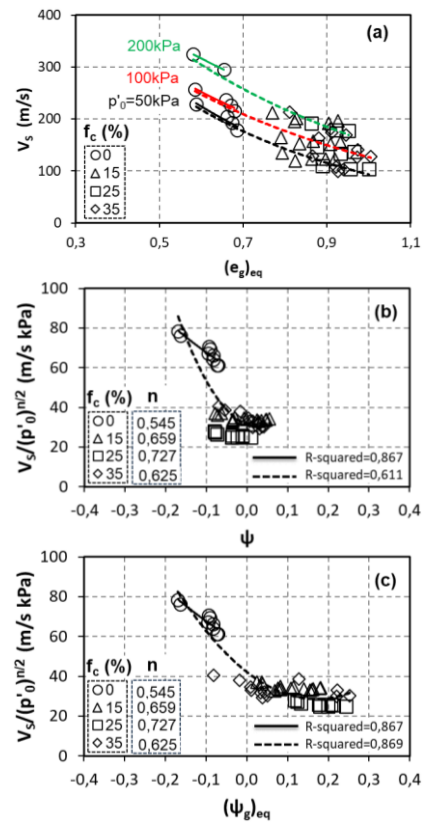 (a)
200kPa
100kPa
p'0=50kPa
fc (%)
0
15
25
35
Vs (m/s)
400
300
200
100
0
0,3 0,5 0,7 0,9 1,1
(eg)eq
(b)
Vs/(p'0)^n/2 (m/s kPa)
100
80
60
40
20
0
fc (%) n
0 0,545
15 0,659
25 0,727
35 0,625
R-squared=0,867
R-squared=0,611
-0,4 -0,3 -0,2 -0,1 0 0,1 0,2 0,3 0,4
ψ
(c)
Vs/(p'0)^n/2 (m/s kPa)
100
80
60
40
20
0
fc (%) n
0 0,545
15 0,659
25 0,727
35 0,625
R-squared=0,867
R-squared=0,869
-0,4 -0,3 -0,2 -0,1 0 0,1 0,2 0,3 0,4
(ψg)eq